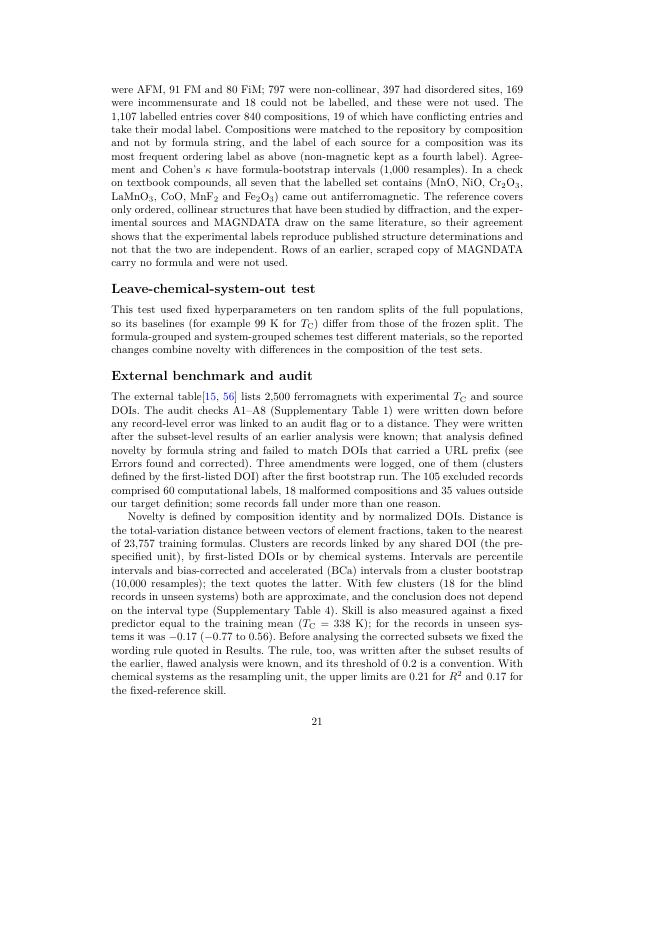 were AFM, 91 FM and 80 FiM; 797 were non-collinear, 397 had disordered sites, 169
were incommensurate and 18 could not be labelled, and these were not used. The
1,107 labelled entries cover 840 compositions, 19 of which have conflicting entries and
take their modal label. Compositions were matched to the repository by composition
and not by formula string, and the label of each source for a composition was its
most frequent ordering label as above (non-magnetic kept as a fourth label). Agree-
ment and Cohen's κ have formula-bootstrap intervals (1,000 resamples). In a check
on textbook compounds, all seven that the labelled set contains (MnO, NiO, Cr₂O₃,
LaMnO₃, CoO, MnF₂ and Fe₂O₃) came out antiferromagnetic. The reference covers
only ordered, collinear structures that have been studied by diffraction, and the exper-
imental sources and MAGNDATA draw on the same literature, so their agreement
shows that the experimental labels reproduce published structure determinations and
not that the two are independent. Rows of an earlier, scraped copy of MAGNDATA
carry no formula and were not used.
Leave-chemical-system-out test
This test used fixed hyperparameters on ten random splits of the full populations,
so its baselines (for example 99 K for T_C) differ from those of the frozen split. The
formula-grouped and system-grouped schemes test different materials, so the reported
changes combine novelty with differences in the composition of the test sets.
External benchmark and audit
The external table[15, 56] lists 2,500 ferromagnets with experimental T_C and source
DOIs. The audit checks A1–A8 (Supplementary Table 1) were written down before
any record-level error was linked to an audit flag or to a distance. They were written
after the subset-level results of an earlier analysis were known; that analysis defined
novelty by formula string and failed to match DOIs that carried a URL prefix (see
Errors found and corrected). Three amendments were logged, one of them (clusters
defined by the first-listed DOI) after the first bootstrap run. The 105 excluded records
comprised 60 computational labels, 18 malformed compositions and 35 values outside
our target definition; some records fall under more than one reason.
Novelty is defined by composition identity and by normalized DOIs. Distance is
the total-variation distance between vectors of element fractions, taken to the nearest
of 23,757 training formulas. Clusters are records linked by any shared DOI (the pre-
specified unit), by first-listed DOIs or by chemical systems. Intervals are percentile
intervals and bias-corrected and accelerated (BCa) intervals from a cluster bootstrap
(10,000 resamples); the text quotes the latter. With few clusters (18 for the blind
records in unseen systems) both are approximate, and the conclusion does not depend
on the interval type (Supplementary Table 4). Skill is also measured against a fixed
predictor equal to the training mean (T_C = 338 K); for the records in unseen sys-
tems it was −0.17 (−0.77 to 0.56). Before analysing the corrected subsets we fixed the
wording rule quoted in Results. The rule, too, was written after the subset results of
the earlier, flawed analysis were known, and its threshold of 0.2 is a convention. With
chemical systems as the resampling unit, the upper limits are 0.21 for R² and 0.17 for
the fixed-reference skill.
21